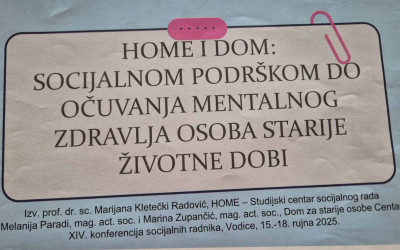 HOME I DOM:
SOCIJALNOM PODRŠKOM DO
OČUVANJA MENTALNOG
ZDRAVLJA OSOBA STARIJE
ŽIVOTNE DOBI
Izv. prof. dr. sc. Marijana Kletečki Radović, HOME – Studijski centar socijalnog rada
Melanija Paradi, mag. act. soc. i Marina Zupančić, mag. act. soc., Dom za starije osobe Centa
XIV. konferencija socijalnih radnika, Vodice, 15.-18. rujna 2025.